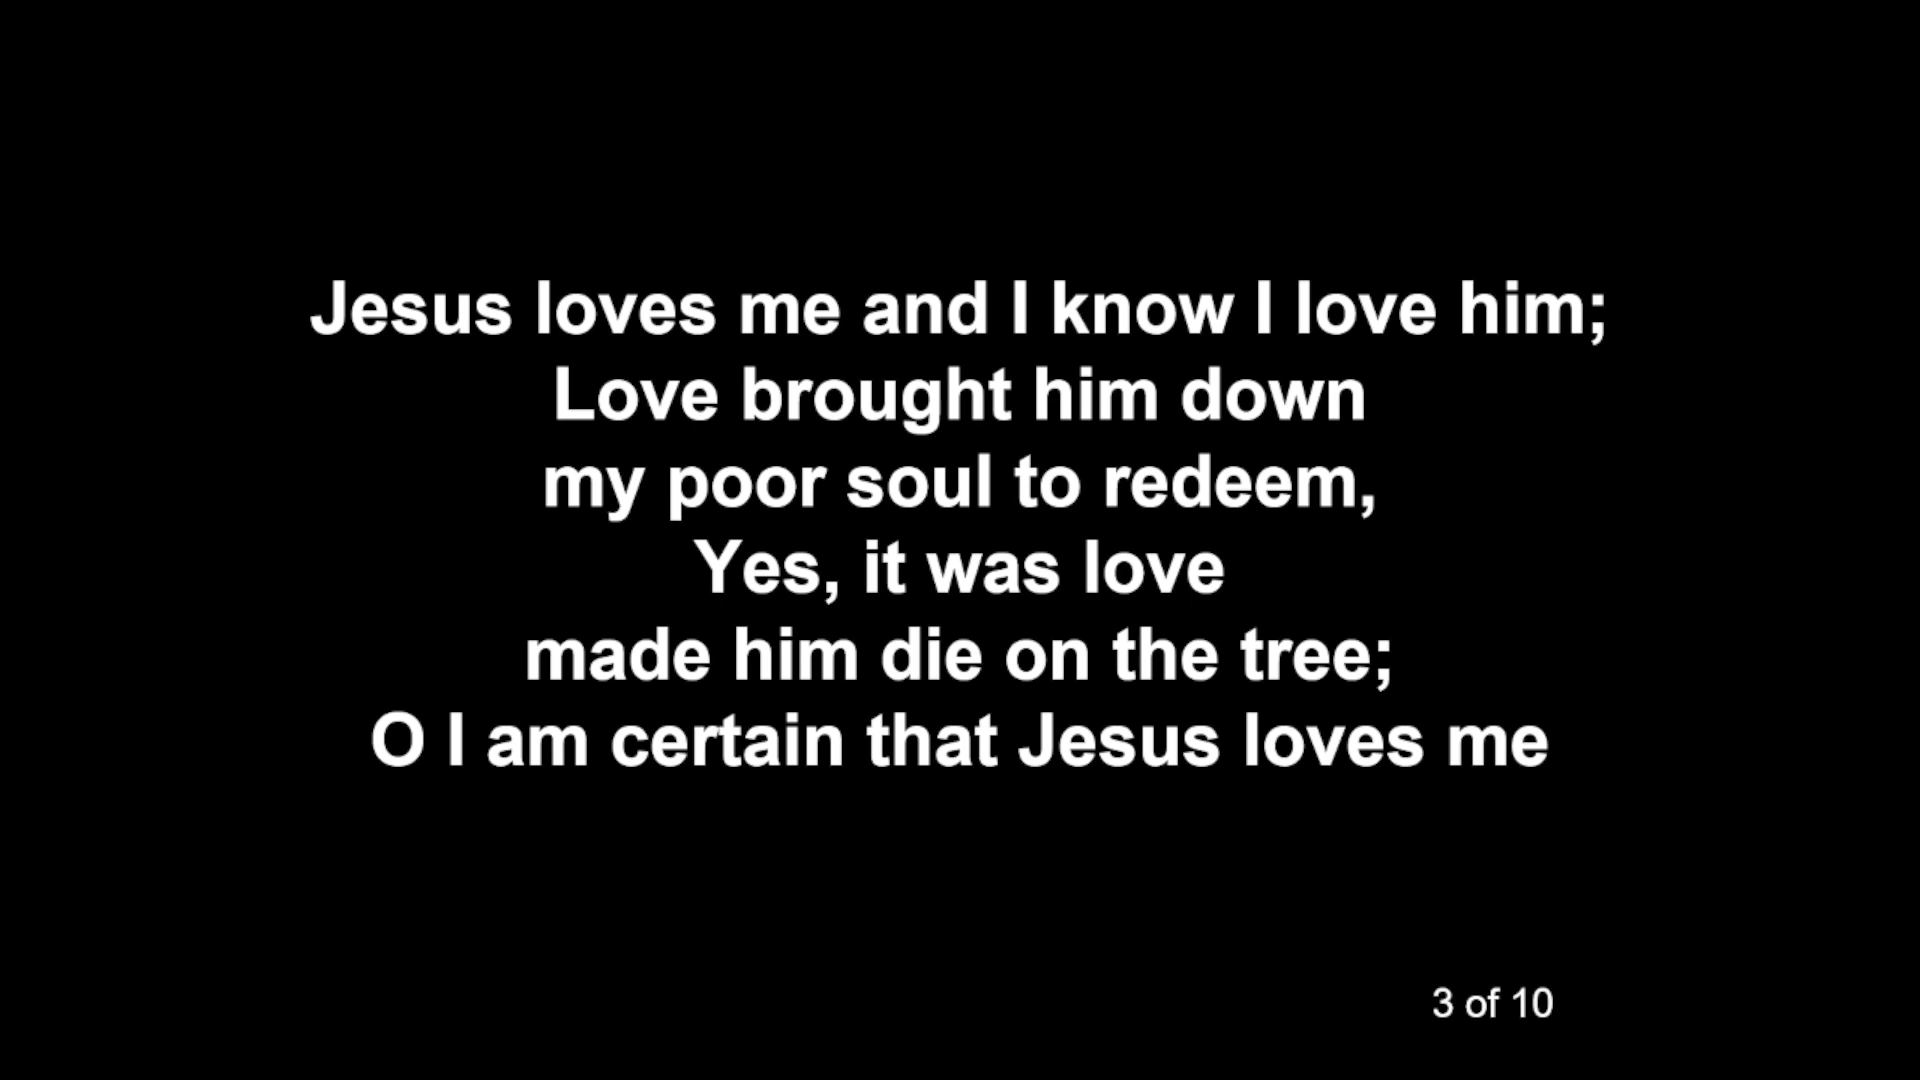 Jesus loves me and I know I love him;
Love brought him down
my poor soul to redeem,
Yes, it was love
made him die on the tree;
O I am certain that Jesus loves me
3 of 10